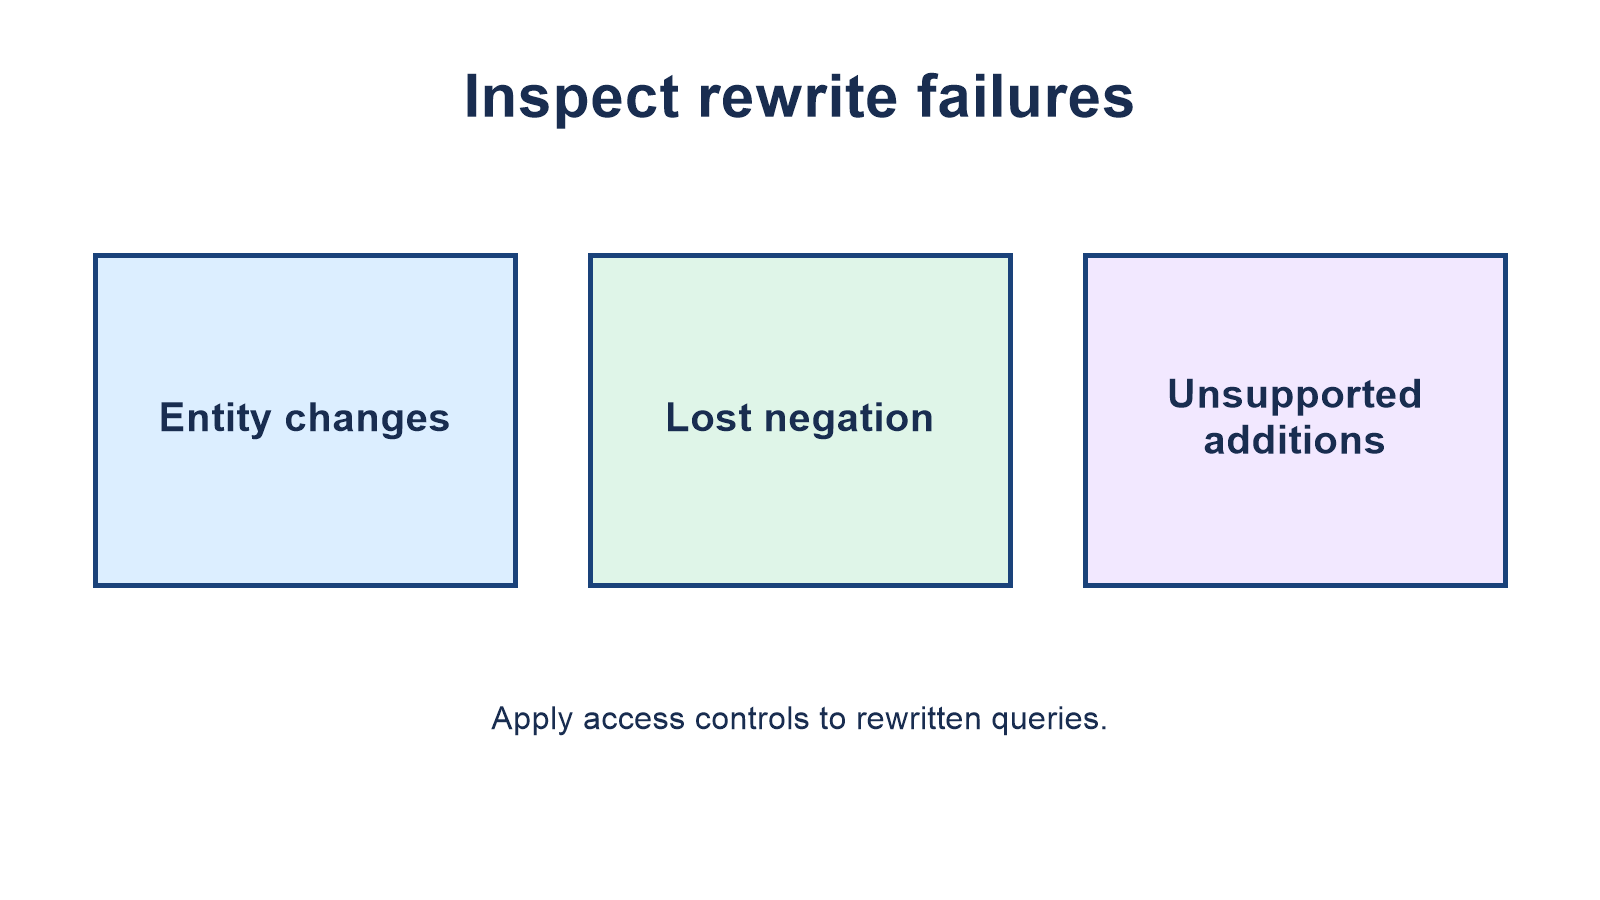 Inspect rewrite failures
Entity changes
Lost negation
Unsupported
additions
Apply access controls to rewritten queries.